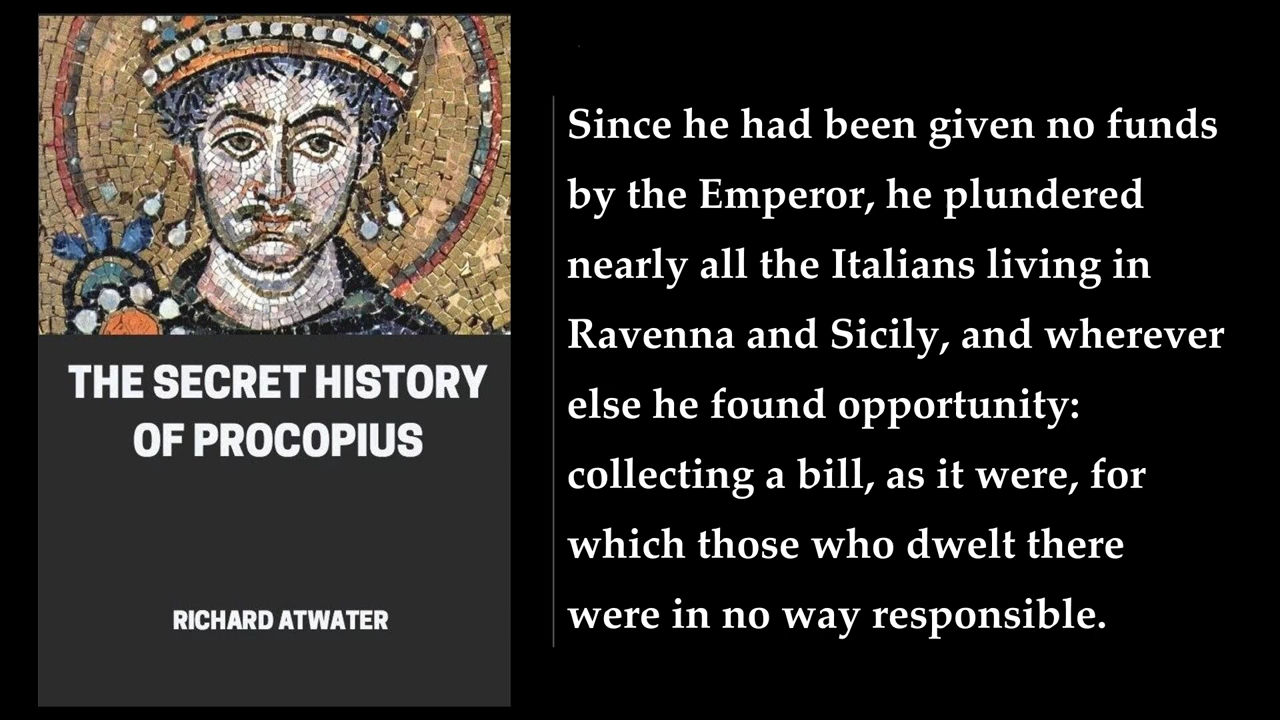 THE SECRET HISTORY
OF PROCOPIUS
RICHARD ATWATER
Since he had been given no funds
by the Emperor, he plundered
nearly all the Italians living in
Ravenna and Sicily, and wherever
else he found opportunity:
collecting a bill, as it were, for
which those who dwelt there
were in no way responsible.